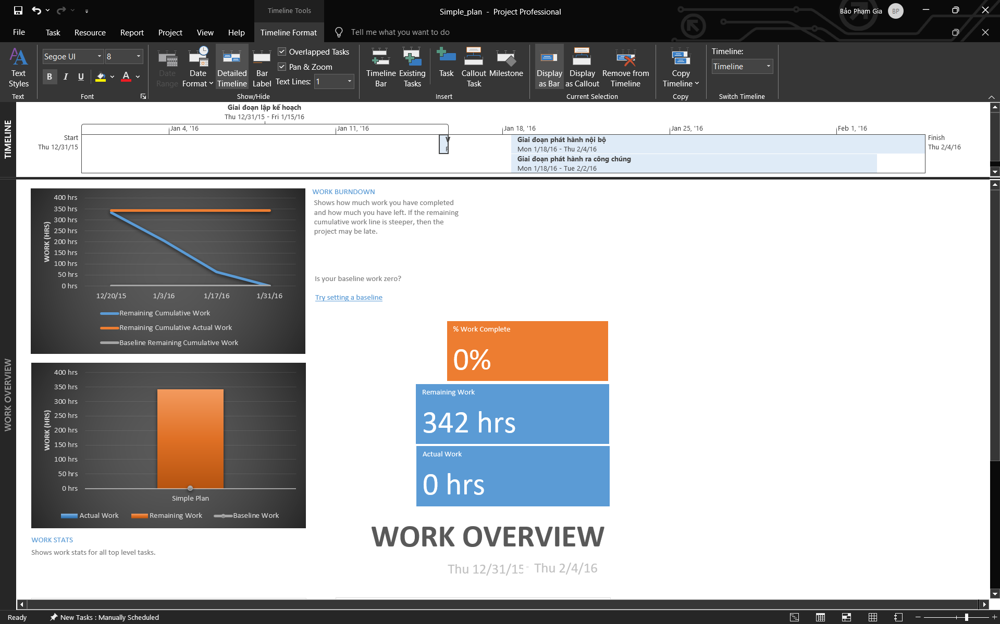 Timeline Tools
Simple_plan - Project Professional
Bảo Phạm Gia
BP
File
Task
Resource
Report
Project
View
Help
Timeline Format
Tell me what you want to do
Text Styles
Text
Segoe UI
8
B I U
A
Font
Date Range
Date Format
Detailed Timeline
Bar Label
Overlapped Tasks
Pan & Zoom
Text Lines: 1
Show/Hide
Timeline Bar
Existing Tasks
Task
Callout Task
Milestone
Insert
Display as Bar
Display as Callout
Remove from Timeline
Current Selection
Copy Timeline
Copy
Timeline:
Timeline
Switch Timeline
TIMELINE
Giai đoạn lập kế hoạch
Thu 12/31/15 - Fri 1/15/16
Jan 4, '16
Jan 11, '16
Jan 18, '16
Jan 25, '16
Feb 1, '16
Start
Thu 12/31/15
Giai đoạn phát hành nội bộ
Mon 1/18/16 - Thu 2/4/16
Giai đoạn phát hành ra công chúng
Mon 1/18/16 - Tue 2/2/16
Finish
Thu 2/4/16
WORK OVERVIEW
WORK (HRS)
400 hrs
350 hrs
300 hrs
250 hrs
200 hrs
150 hrs
100 hrs
50 hrs
0 hrs
12/20/15
1/3/16
1/17/16
1/31/16
Remaining Cumulative Work
Remaining Cumulative Actual Work
Baseline Remaining Cumulative Work
WORK BURNDOWN
Shows how much work you have completed
and how much you have left. If the remaining
cumulative work line is steeper, then the
project may be late.
Is your baseline work zero?
Try setting a baseline
% Work Complete
0%
Remaining Work
342 hrs
Actual Work
0 hrs
WORK (HRS)
400 hrs
350 hrs
300 hrs
250 hrs
200 hrs
150 hrs
100 hrs
50 hrs
0 hrs
Simple Plan
Actual Work
Remaining Work
Baseline Work
WORK STATS
Shows work stats for all top level tasks.
WORK OVERVIEW
Thu 12/31/15 - Thu 2/4/16
Ready
New Tasks : Manually Scheduled